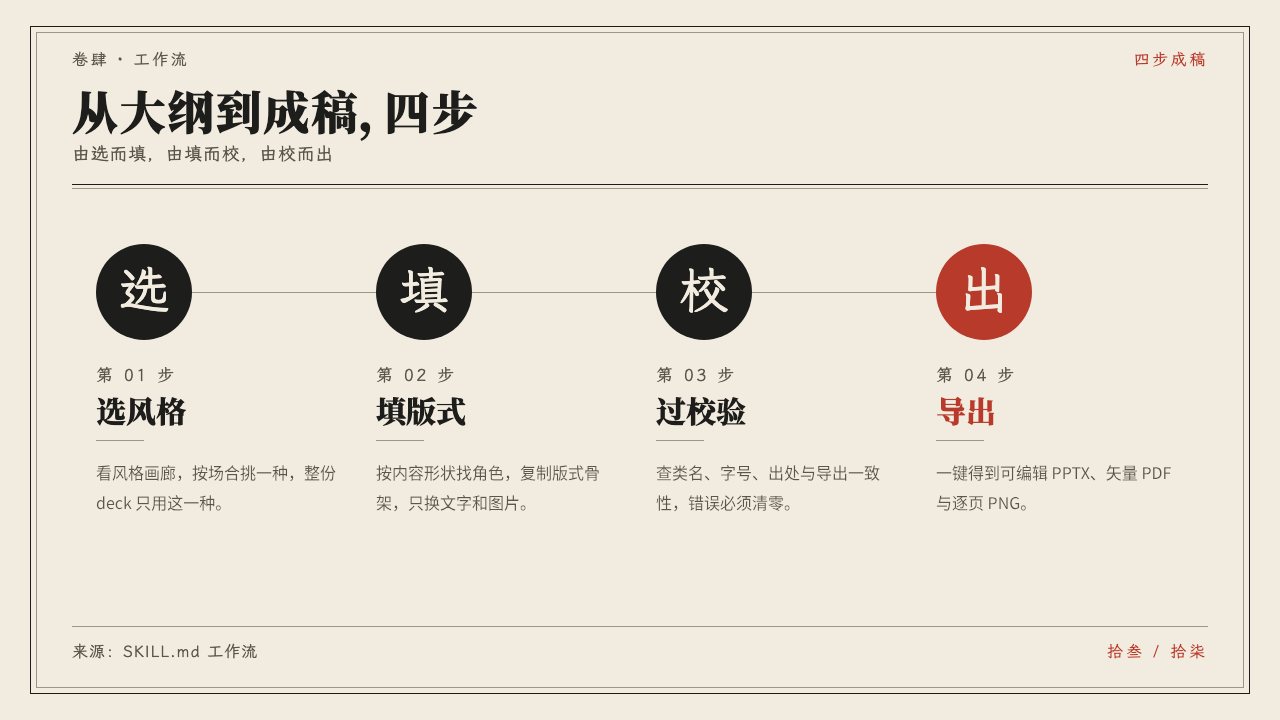 卷肆 · 工作流
四步成稿
从大纲到成稿, 四步
由选而填，由填而校，由校而出
选
填
校
出
第 01 步
选风格
看风格画廊，按场合挑一种，整份
deck 只用这一种。
第 02 步
填版式
按内容形状找角色，复制版式骨
架，只换文字和图片。
第 03 步
过校验
查类名、字号、出处与导出一致
性，错误必须清零。
第 04 步
导出
一键得到可编辑 PPTX、矢量 PDF
与逐页 PNG。
来源：SKILL.md 工作流
拾叁 / 拾柒